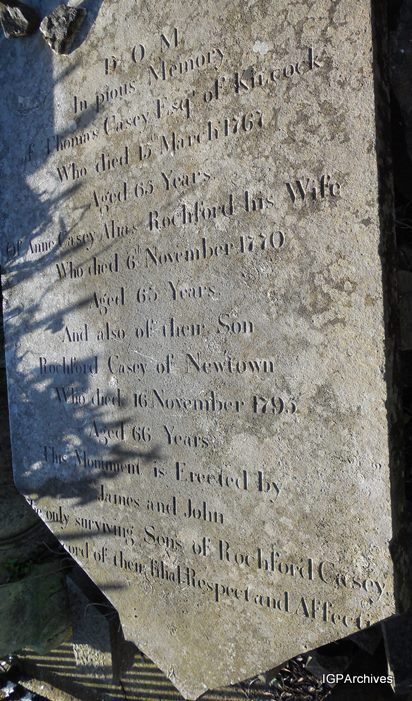 D O M
In pious Memory
of Thomas Casey Esqr of Kilcock
Who died 15th March 1767
Aged 65 Years
Of Anne Casey Alias Rochford his Wife
Who died 6th November 1770
Aged 65 Years
And also of their Son
Rochford Casey of Newtown
Who died 16 November 1795
Aged 66 Years
This Monument is Erected by
James and John
The only surviving Sons of Rochford Casey
of their filial Respect and
IGPArchives